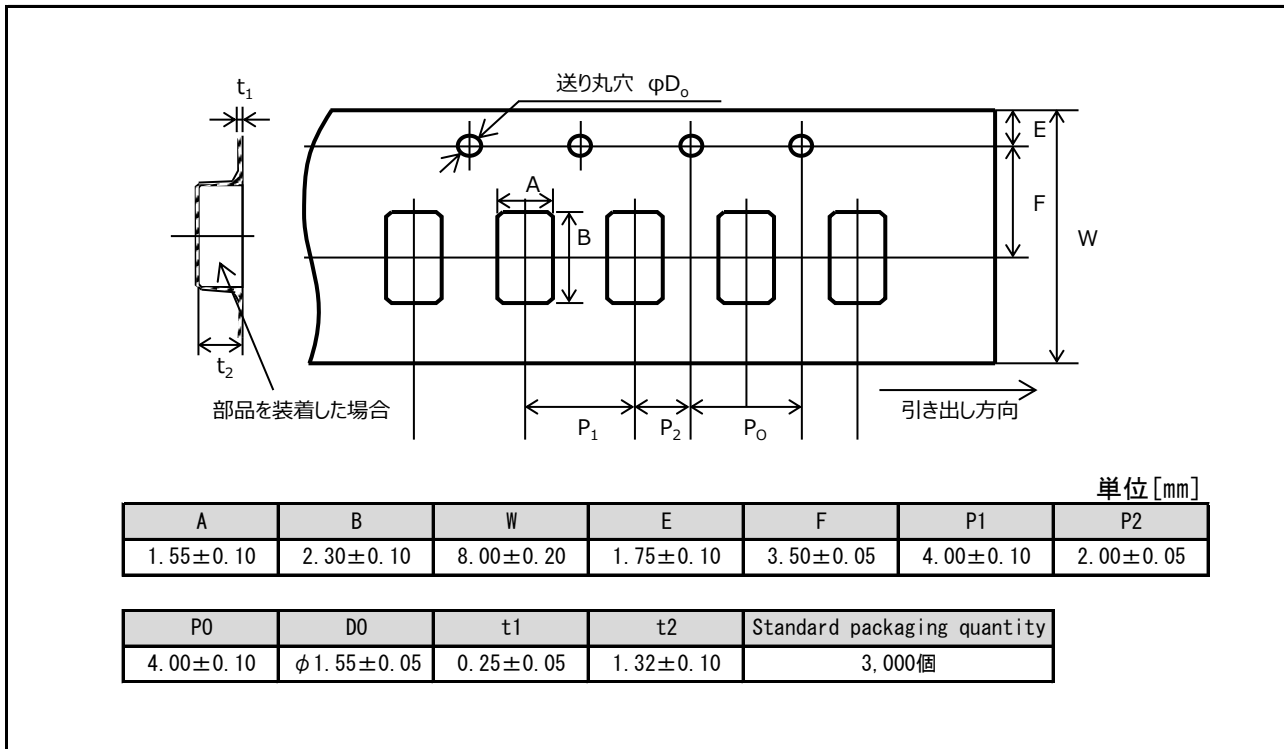 t₁
送り丸穴 φD₀
E
A
F
B
W
t₂
部品を装着した場合
P₁
P₂
P₀
引き出し方向
単位[mm]
A B W E F P1 P2
1.55±0.10 2.30±0.10 8.00±0.20 1.75±0.10 3.50±0.05 4.00±0.10 2.00±0.05
P0 D0 t1 t2 Standard packaging quantity
4.00±0.10 φ1.55±0.05 0.25±0.05 1.32±0.10 3,000個